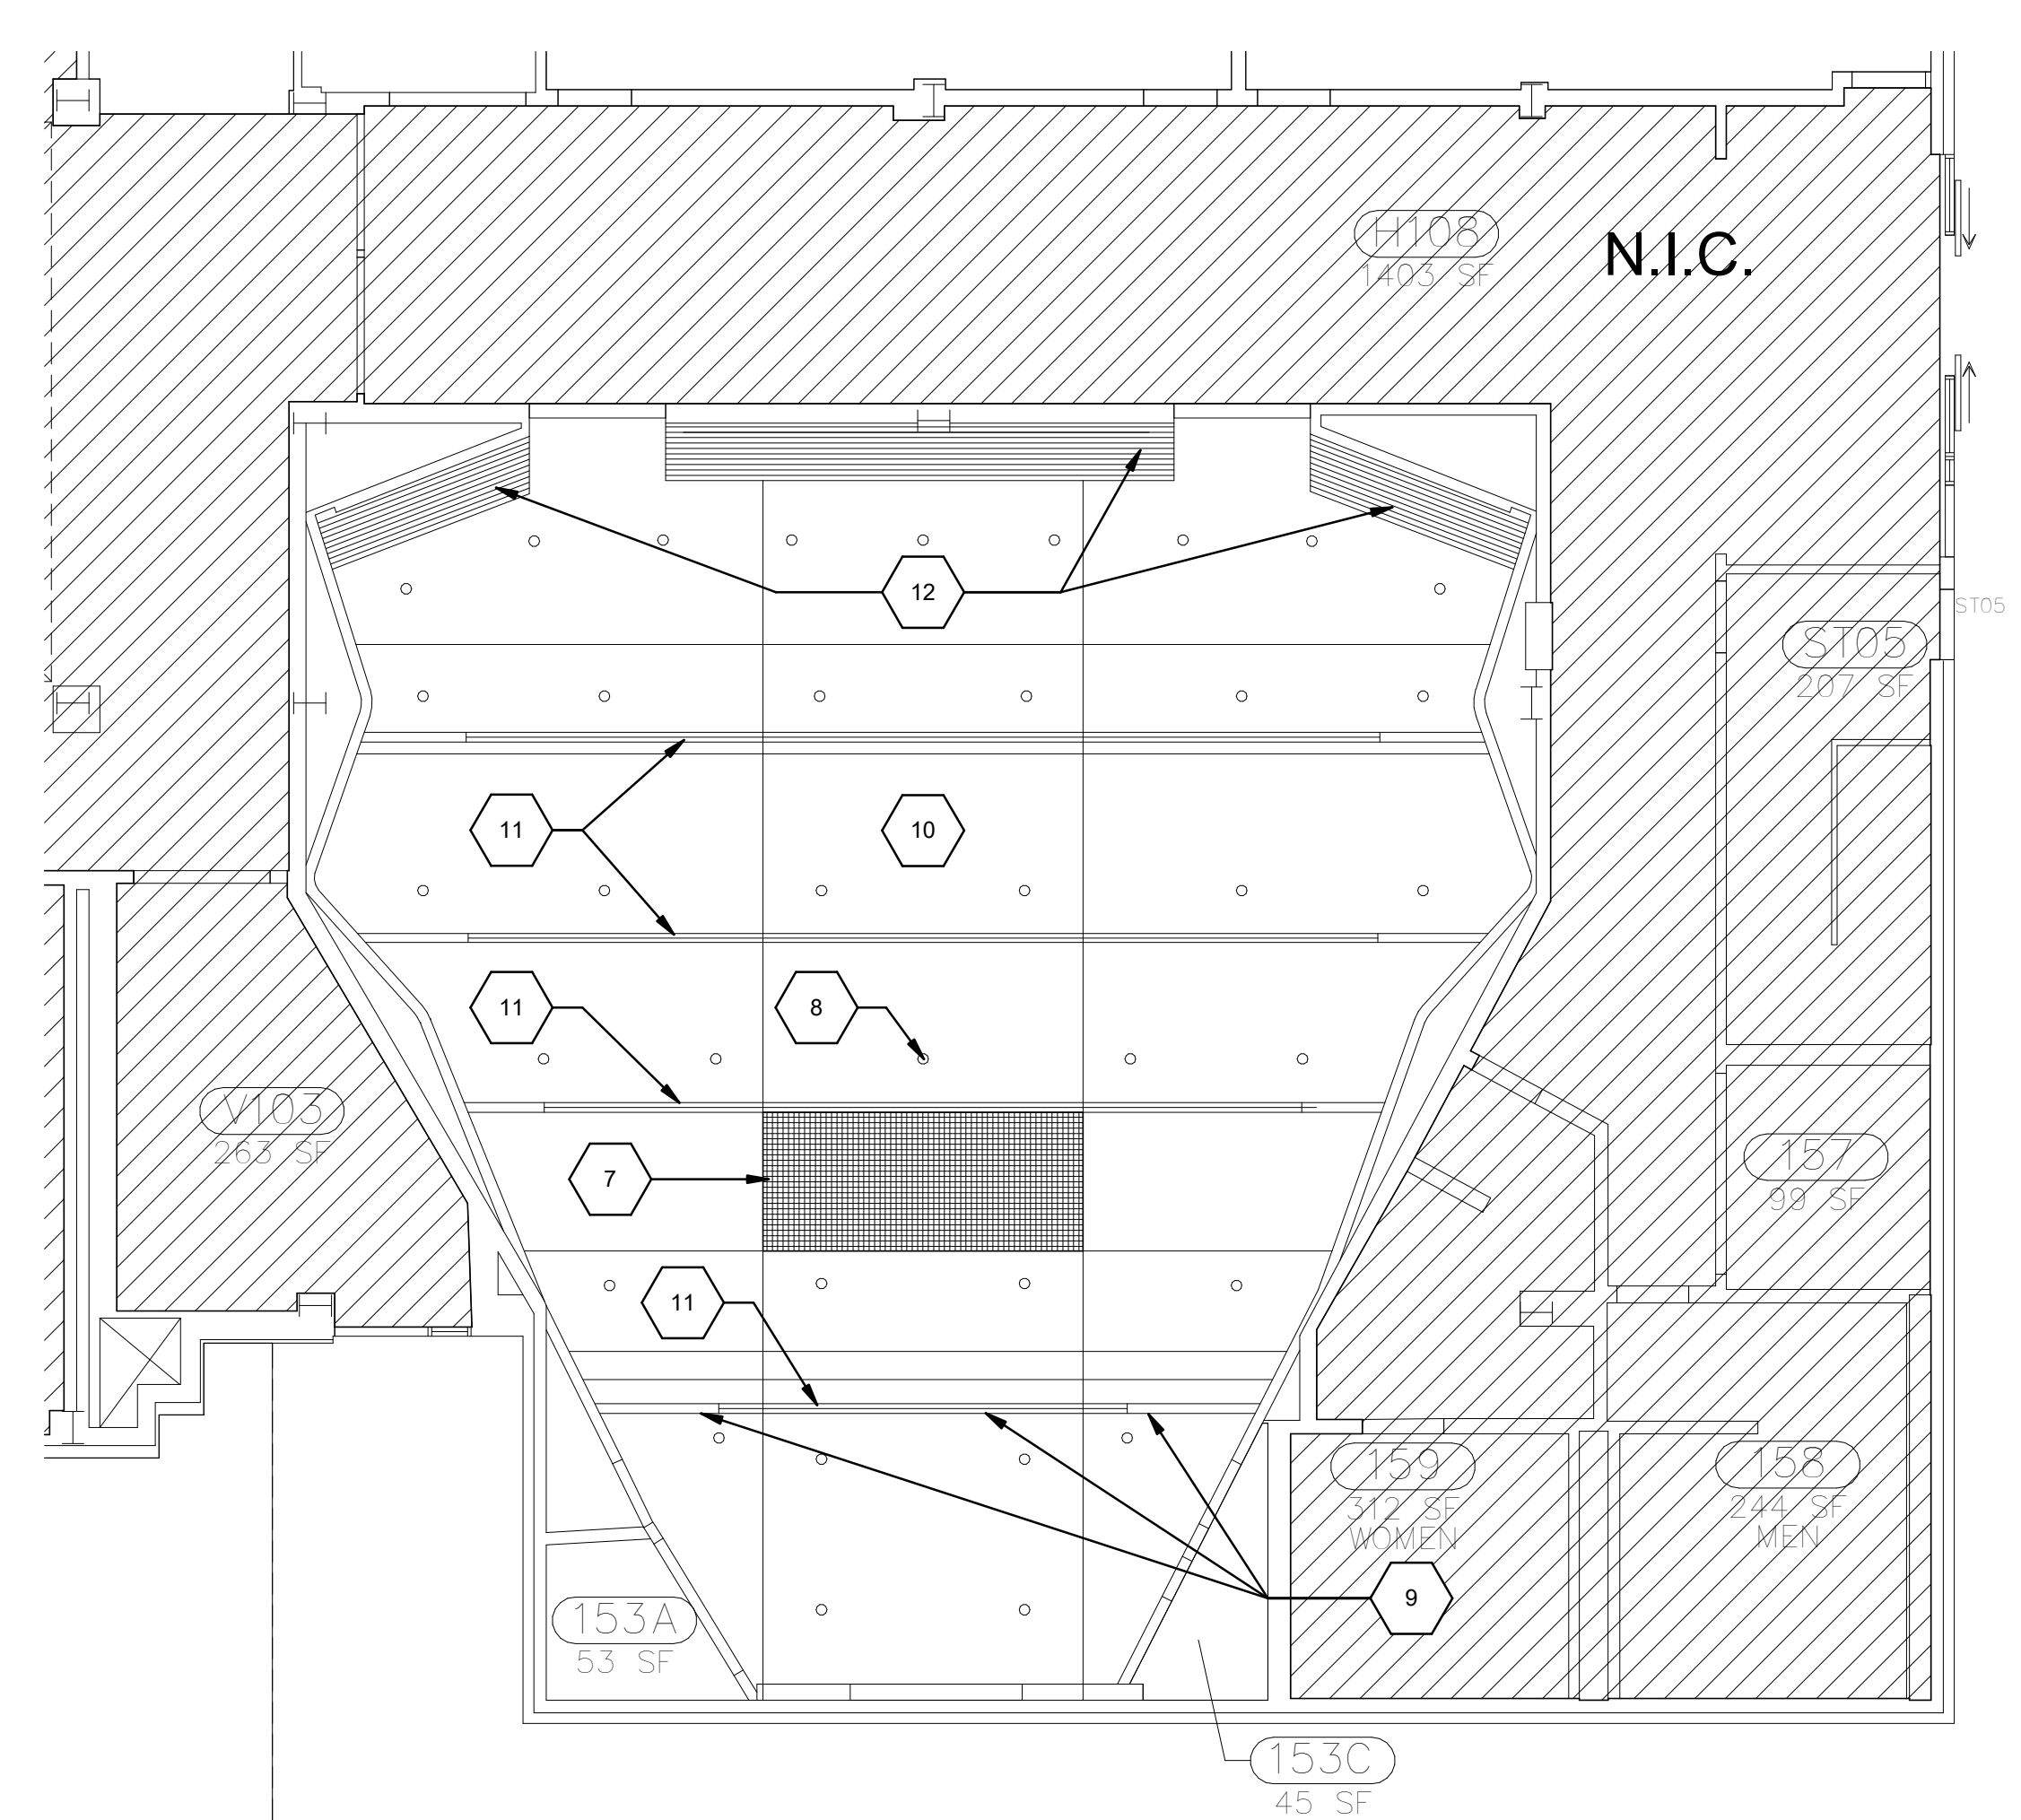 H108
1403 SF
N.I.C.
12
ST05
ST05
207 SF
11
10
11
8
V103
263 SF
157
99 SF
7
11
159
312 SF
WOMEN
158
244 SF
MEN
9
153A
53 SF
153C
45 SF